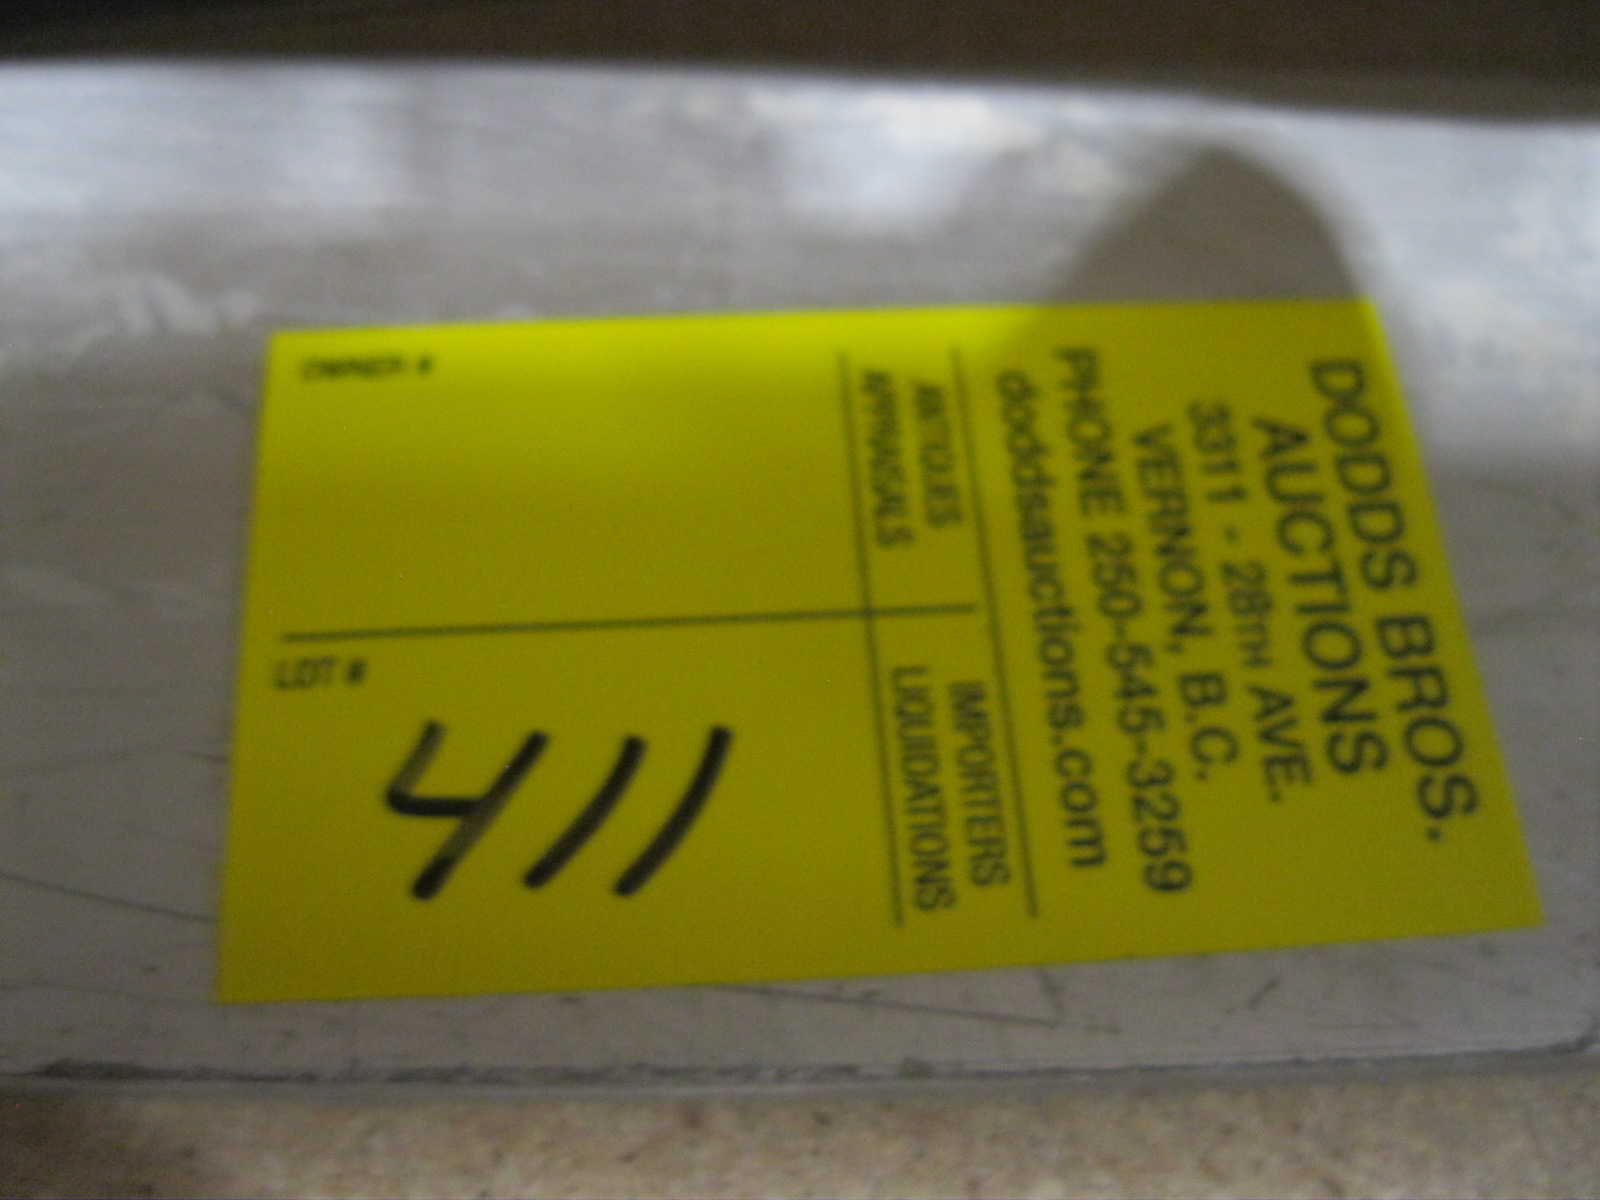 DODDS BROS.
AUCTIONS
3311 - 28TH AVE.
VERNON, B.C.
PHONE 250-545-3259
doddsauctions.com
ANTIQUES
APPRAISALS
IMPORTERS
LIQUIDATIONS
OWNER #
LOT #
411